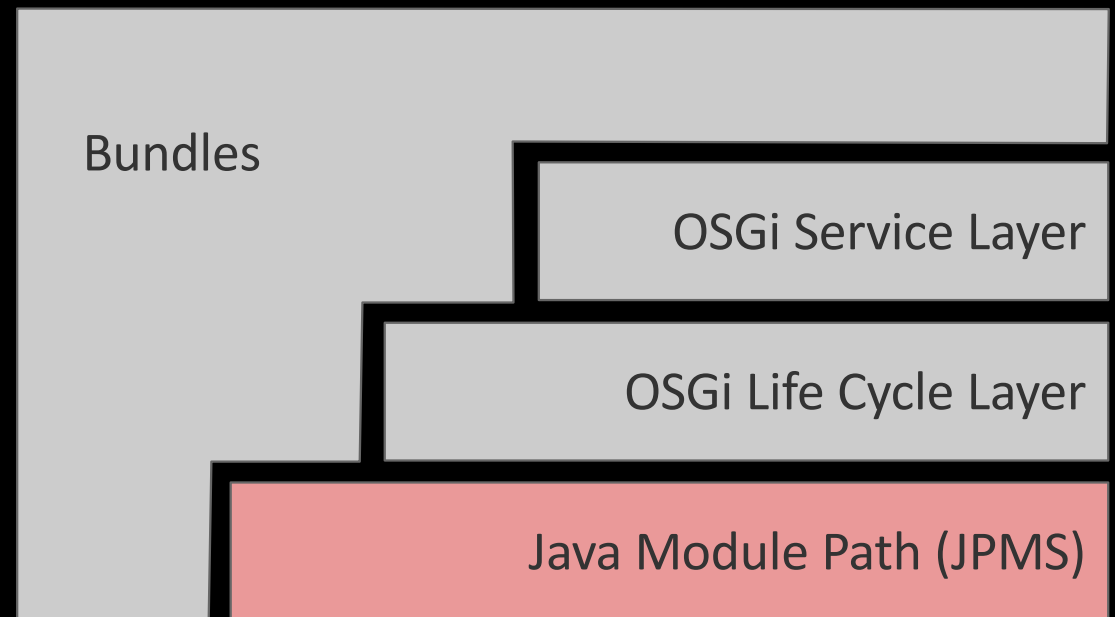 Bundles
OSGi Service Layer
OSGi Life Cycle Layer
Java Module Path (JPMS)